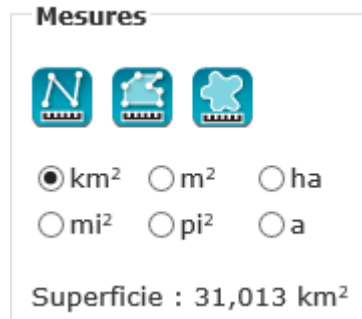 Mesures
km² m² ha
mi² pi² a
Superficie : 31,013 km²